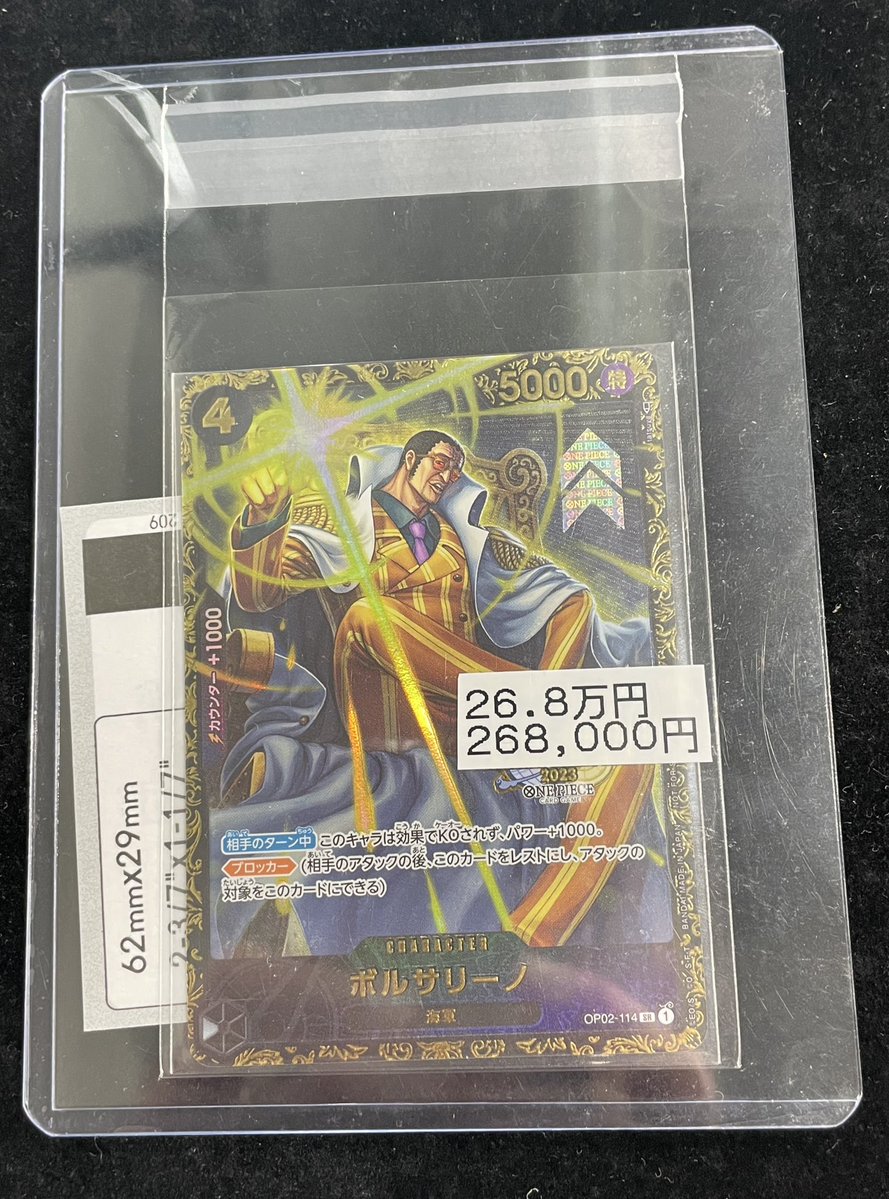 4
5000
特
カウンター +1000
26.8万円
268,000円
2023
ONE PIECE
CARD GAME
相手のターン中 このキャラは効果でKOされず、パワー+1000。
ブロッカー (相手のアタックの後、このカードをレストにし、アタックの
対象をこのカードにできる)
CHARACTER
ボルサリーノ
海軍
OP02-114 SR 1
62mmX29mm
2-3/7"X1-1/7"
209